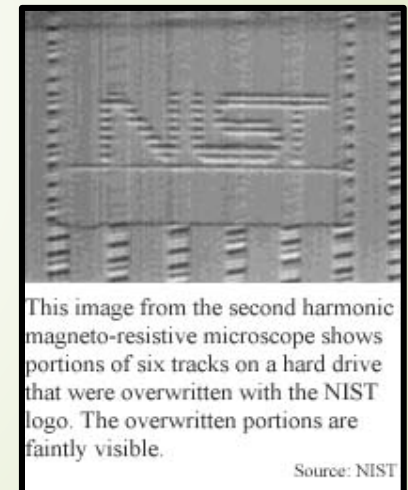 NIST
This image from the second harmonic
magneto-resistive microscope shows
portions of six tracks on a hard drive
that were overwritten with the NIST
logo. The overwritten portions are
faintly visible.
Source: NIST